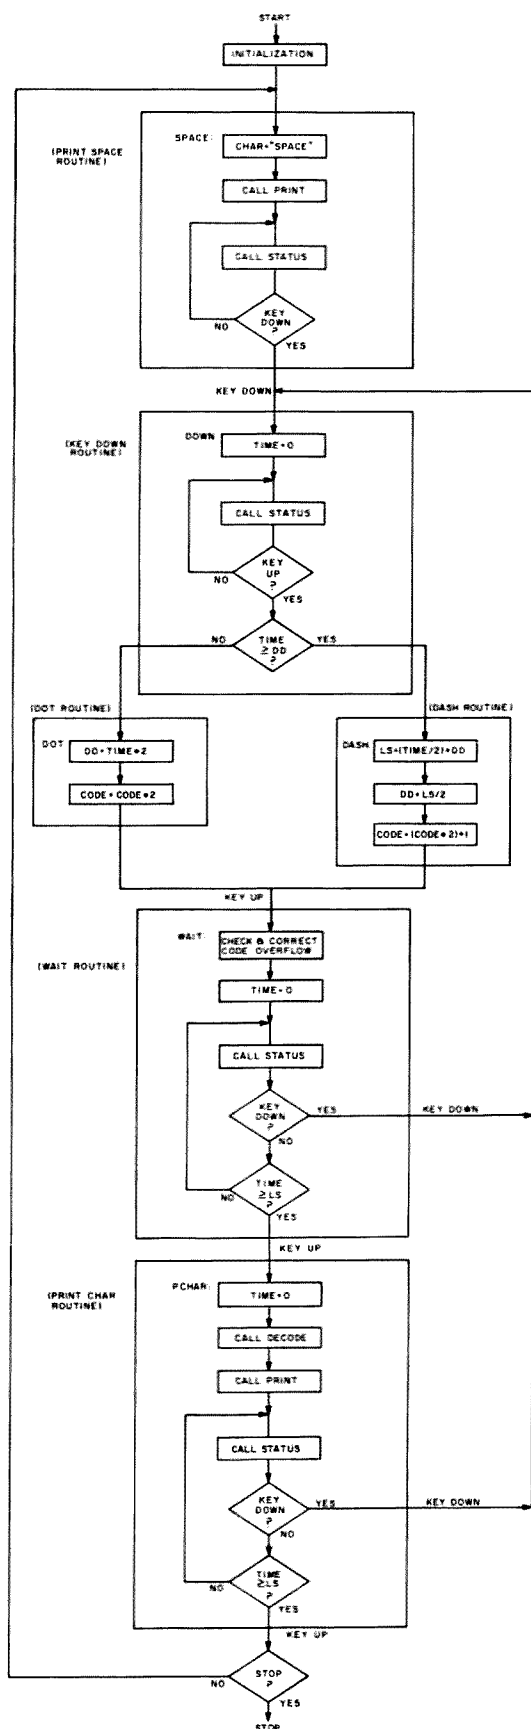 START
INITIALIZATION
(PRINT SPACE
ROUTINE)
SPACE:
CHAR="SPACE"
CALL PRINT
CALL STATUS
KEY
DOWN
?
NO
YES
KEY DOWN
(KEY DOWN
ROUTINE)
DOWN
TIME=0
CALL STATUS
KEY
UP
?
NO
YES
TIME
≥ DD
?
NO
YES
(DOT ROUTINE)
DOT
DD=TIME*2
CODE=CODE*2
(DASH ROUTINE)
DASH
LS=(TIME/2)+DD
DD=LS/2
CODE=(CODE*2)+1
KEY UP
(WAIT ROUTINE)
WAIT:
CHECK & CORRECT
CODE OVERFLOW
TIME=0
CALL STATUS
KEY
DOWN
?
YES
KEY DOWN
NO
TIME
≥LS
?
NO
YES
KEY UP
(PRINT CHAR
ROUTINE)
PCHAR:
TIME=0
CALL DECODE
CALL PRINT
CALL STATUS
KEY
DOWN
?
YES
KEY DOWN
NO
TIME
≥LS
?
NO
YES
KEY UP
STOP
?
NO
YES
STOP